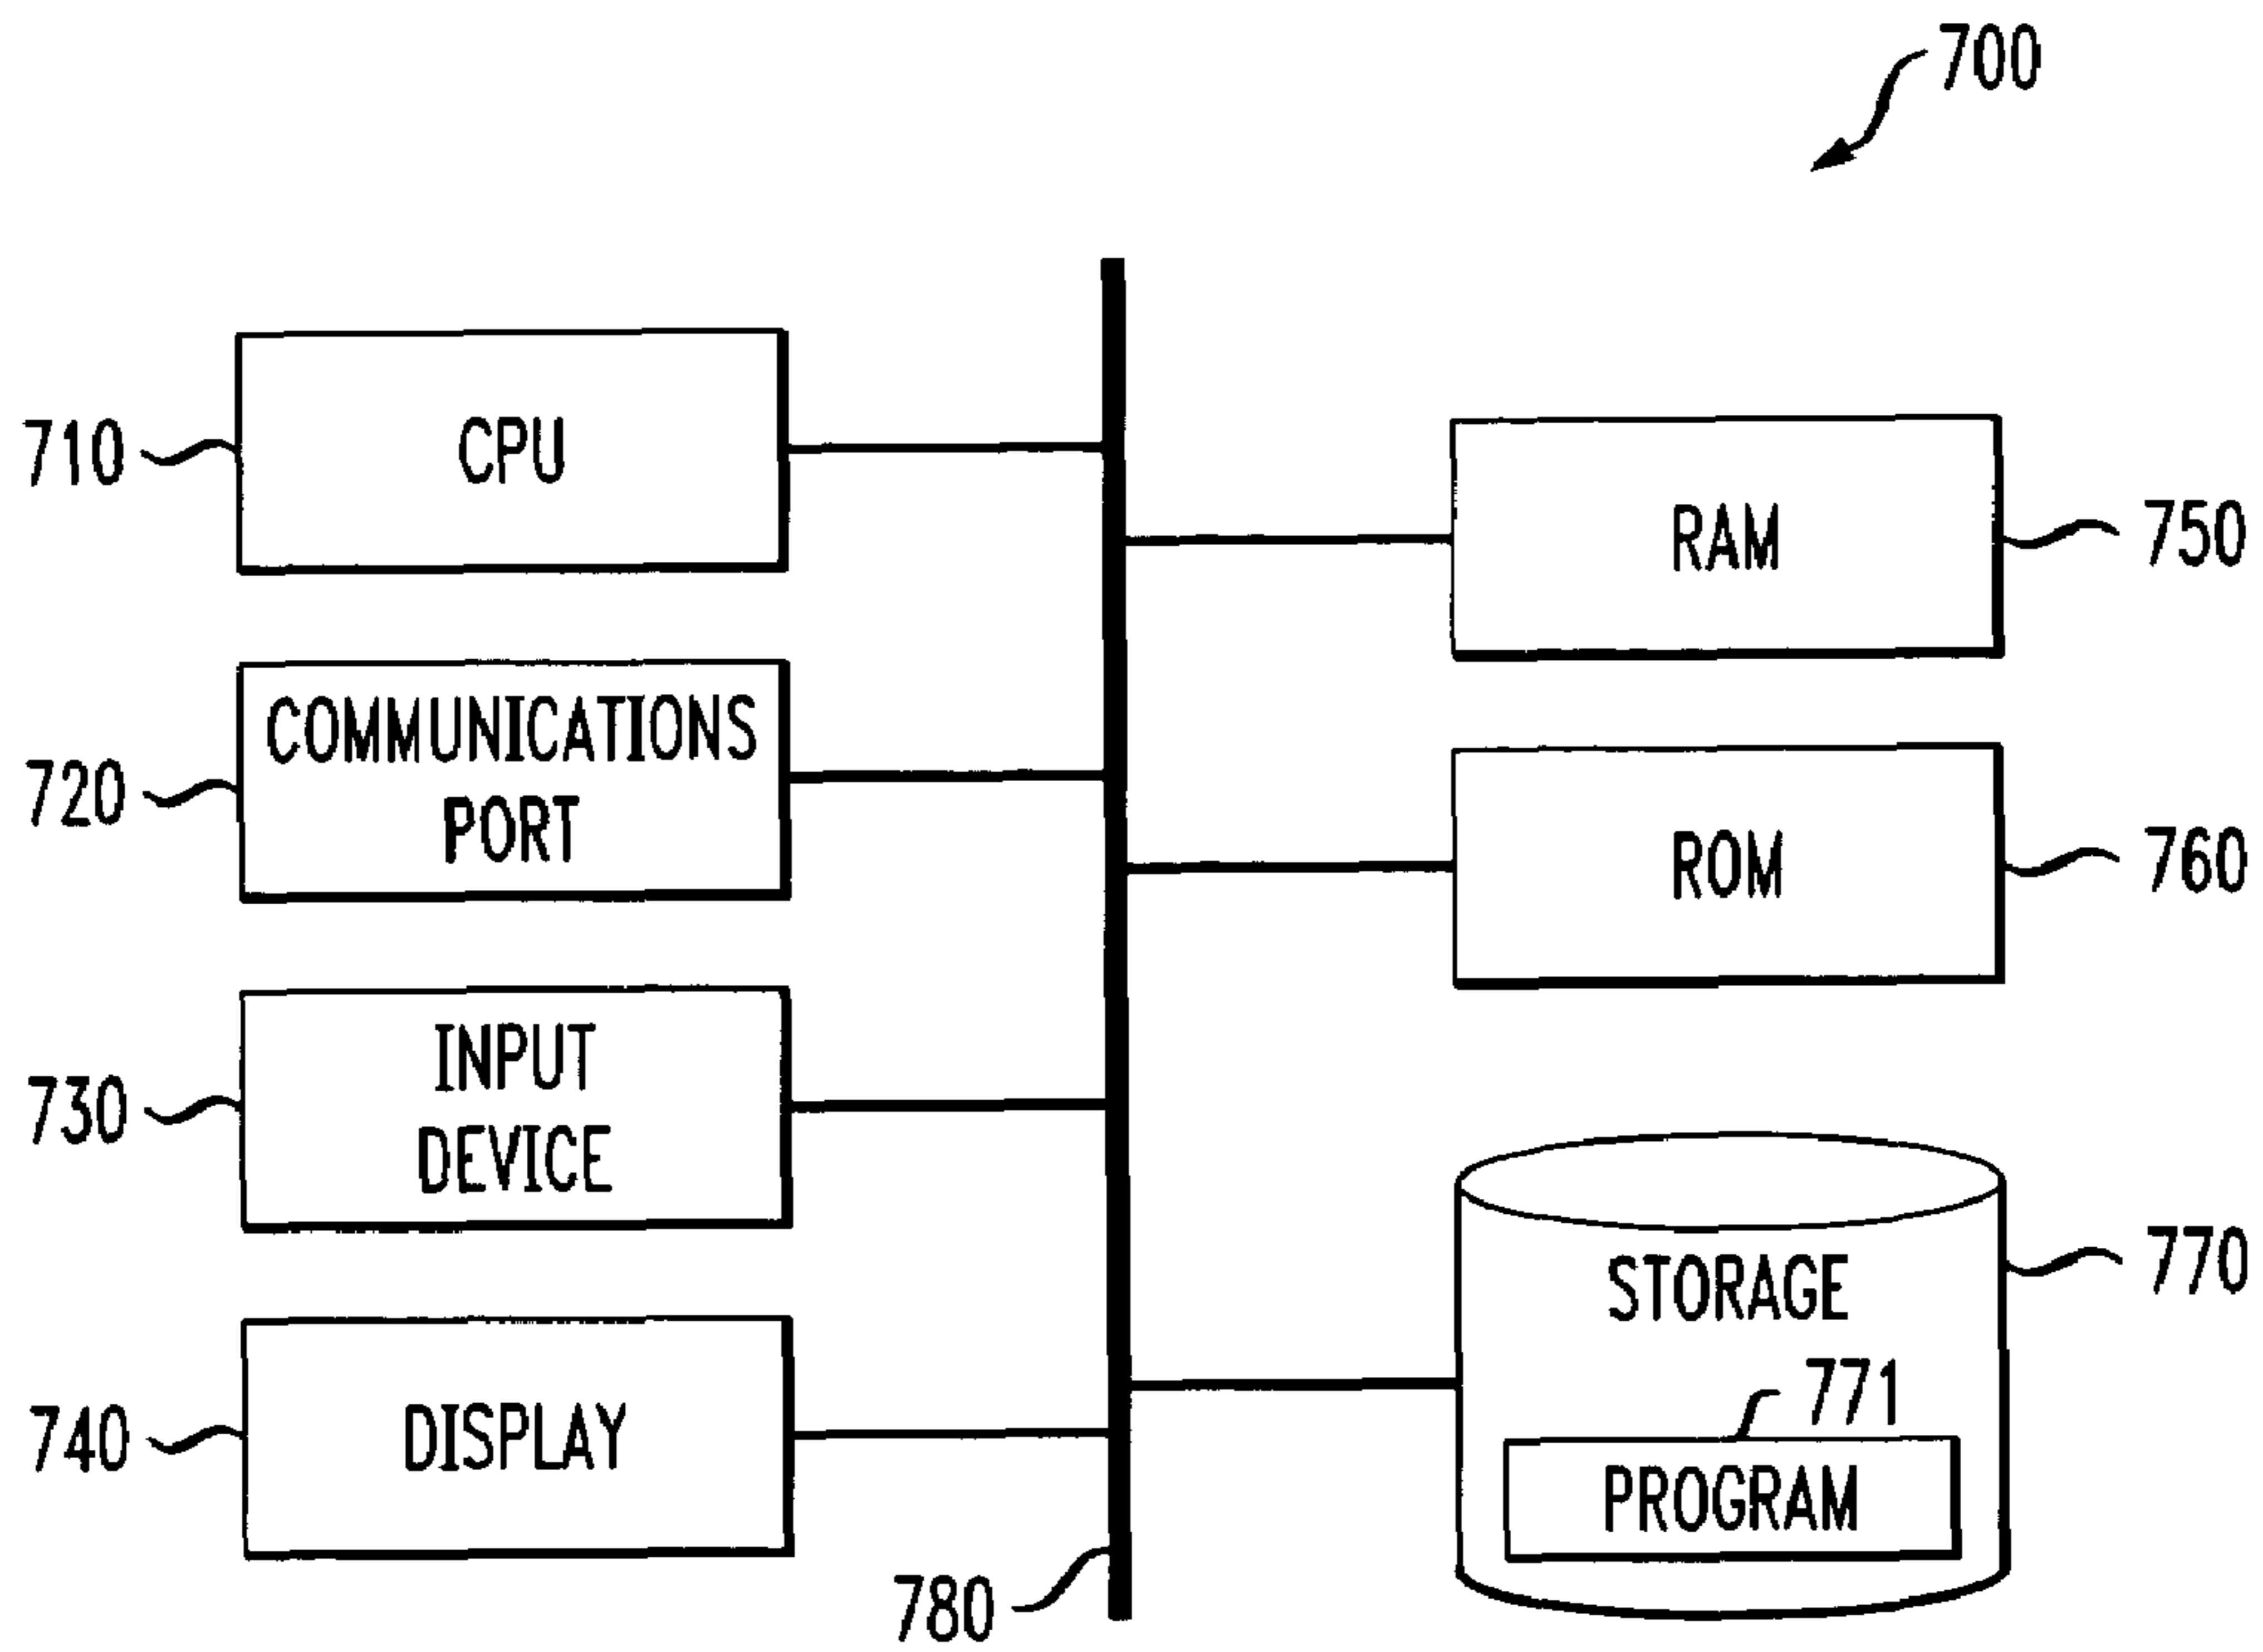 700
710
CPU
720
COMMUNICATIONS
PORT
730
INPUT
DEVICE
740
DISPLAY
780
RAM
750
ROM
760
STORAGE
770
771
PROGRAM